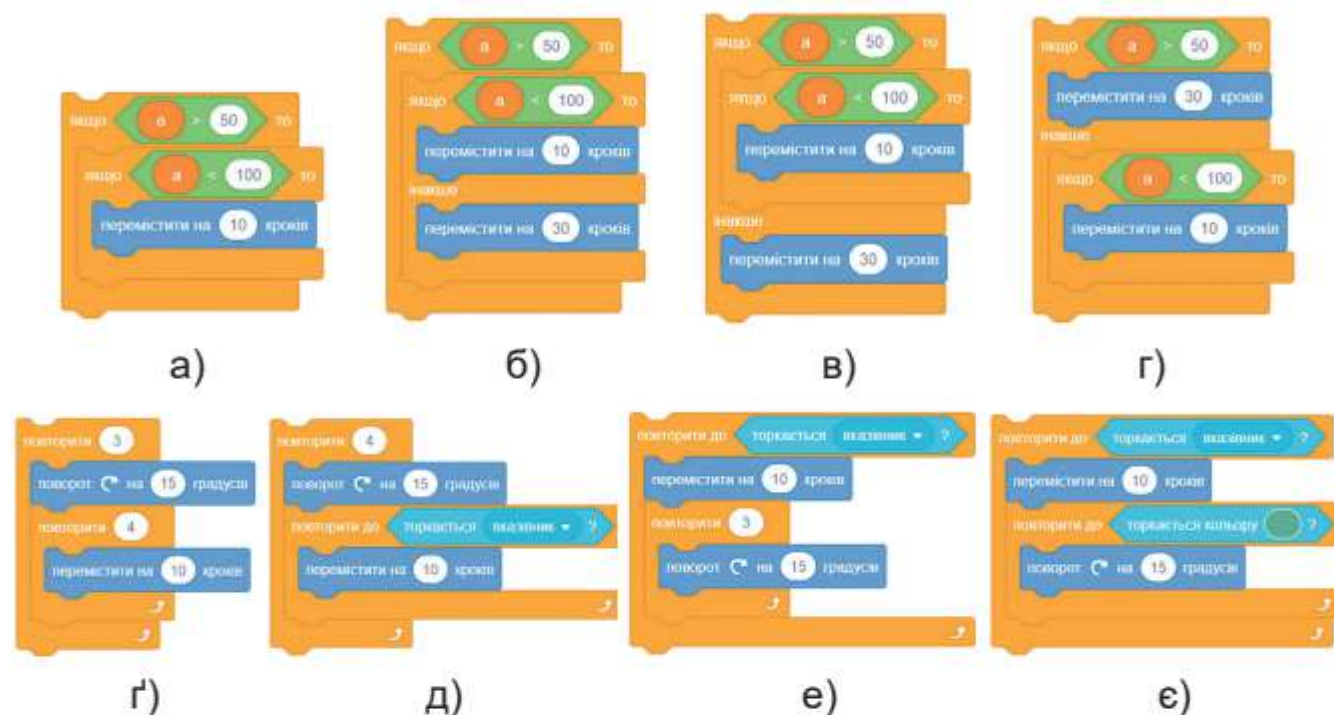 якщо a > 50 то
якщо a < 100 то
перемістити на 10 кроків
а)
якщо a > 50 то
якщо a < 100 то
перемістити на 10 кроків
інакше
перемістити на 30 кроків
б)
якщо a > 50 то
якщо a < 100 то
перемістити на 10 кроків
інакше
перемістити на 30 кроків
в)
якщо a > 50 то
перемістити на 30 кроків
інакше
якщо a < 100 то
перемістити на 10 кроків
г)
повторити 3
поворот на 15 градусів
повторити 4
перемістити на 10 кроків
ґ)
повторити 4
поворот на 15 градусів
повторити до торкається вказівник ?
перемістити на 10 кроків
д)
повторити до торкається вказівник ?
перемістити на 10 кроків
повторити 3
поворот на 15 градусів
е)
повторити до торкається вказівник ?
перемістити на 10 кроків
повторити до торкається кольору ?
поворот на 15 градусів
є)